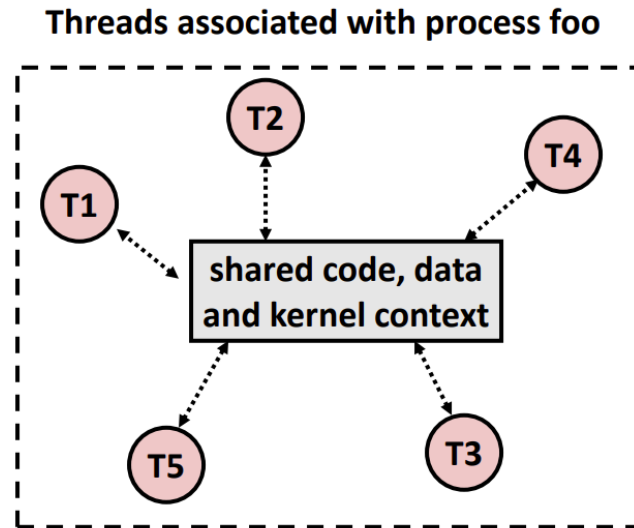 Threads associated with process foo
T2
T4
T1
shared code, data
and kernel context
T5
T3